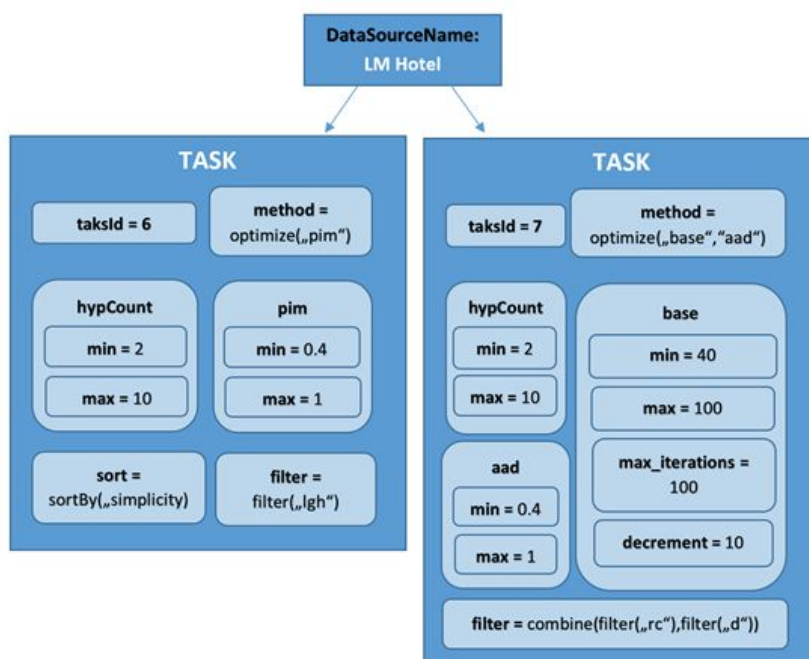 DataSourceName:
LM Hotel
TASK
taksId = 6
method =
optimize(„pim“)
hypCount
min = 2
max = 10
pim
min = 0.4
max = 1
sort =
sortBy(„simplicity)
filter =
filter(„lgh“)
TASK
taksId = 7
method =
optimize(„base“,“aad”)
hypCount
min = 2
max = 10
base
min = 40
max = 100
max_iterations =
100
decrement = 10
aad
min = 0.4
max = 1
filter = combine(filter(„rc“),filter(„d“))